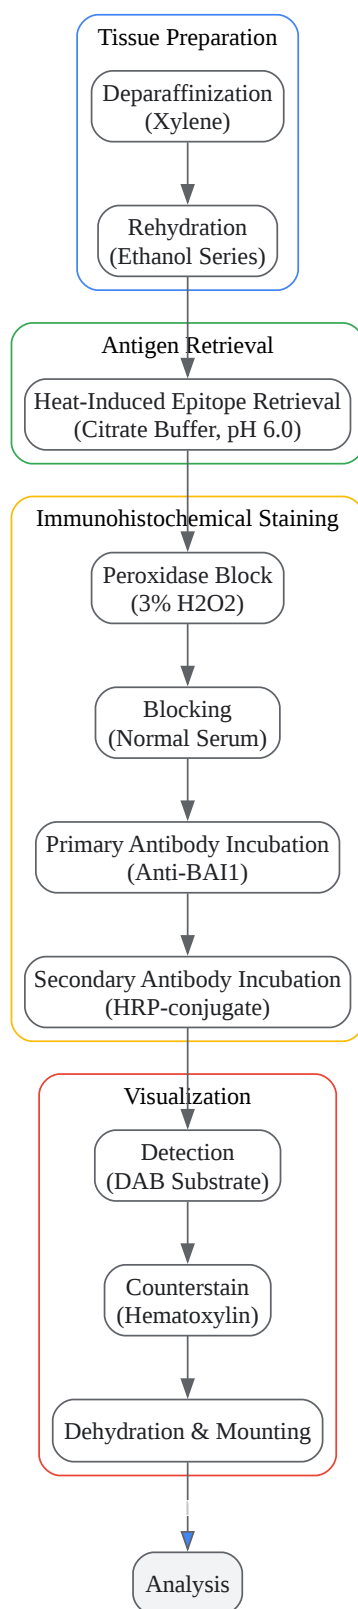 Tissue Preparation
Deparaffinization
(Xylene)
Rehydration
(Ethanol Series)
Antigen Retrieval
Heat-Induced Epitope Retrieval
(Citrate Buffer, pH 6.0)
Immunohistochemical Staining
Peroxidase Block
(3% H2O2)
Blocking
(Normal Serum)
Primary Antibody Incubation
(Anti-BAI1)
Secondary Antibody Incubation
(HRP-conjugate)
Visualization
Detection
(DAB Substrate)
Counterstain
(Hematoxylin)
Dehydration & Mounting
Analysis